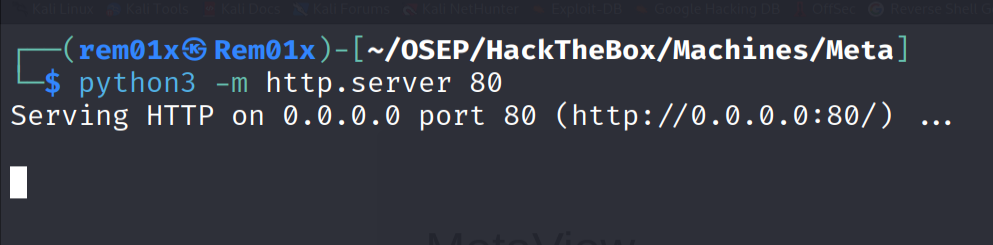 Kali Linux Kali Tools Kali Docs Kali Forums Kali NetHunter Exploit-DB Google Hacking DB OffSec Reverse Shell Ge
┌──(rem01x㉿Rem01x)-[~/OSEP/HackTheBox/Machines/Meta]
└─$ python3 -m http.server 80
Serving HTTP on 0.0.0.0 port 80 (http://0.0.0.0:80/) ...
MetaView